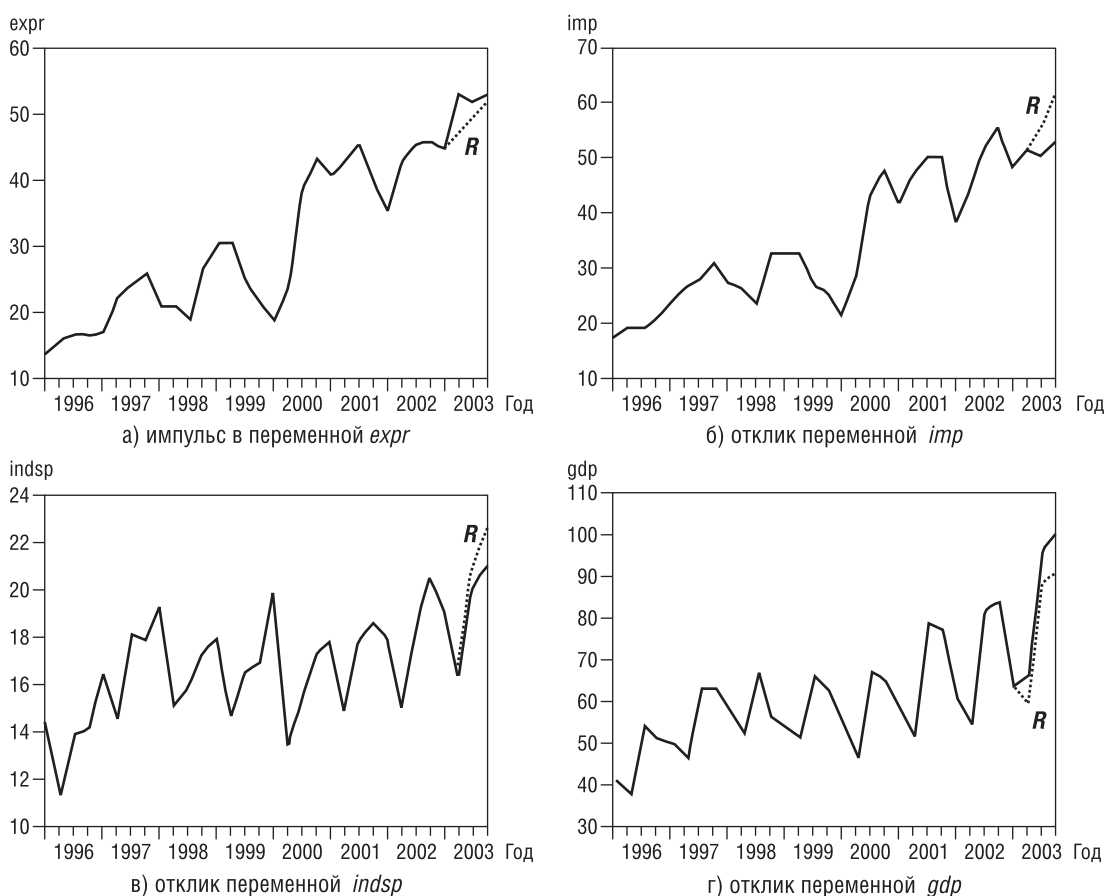 expr
60
50
40
30
20
10
R
1996 1997 1998 1999 2000 2001 2002 2003 Год
а) импульс в переменной expr
imp
70
60
50
40
30
20
10
R
1996 1997 1998 1999 2000 2001 2002 2003 Год
б) отклик переменной imp
indsp
24
22
20
18
16
14
12
10
R
1996 1997 1998 1999 2000 2001 2002 2003 Год
в) отклик переменной indsp
gdp
110
100
90
80
70
60
50
40
30
R
1996 1997 1998 1999 2000 2001 2002 2003 Год
г) отклик переменной gdp